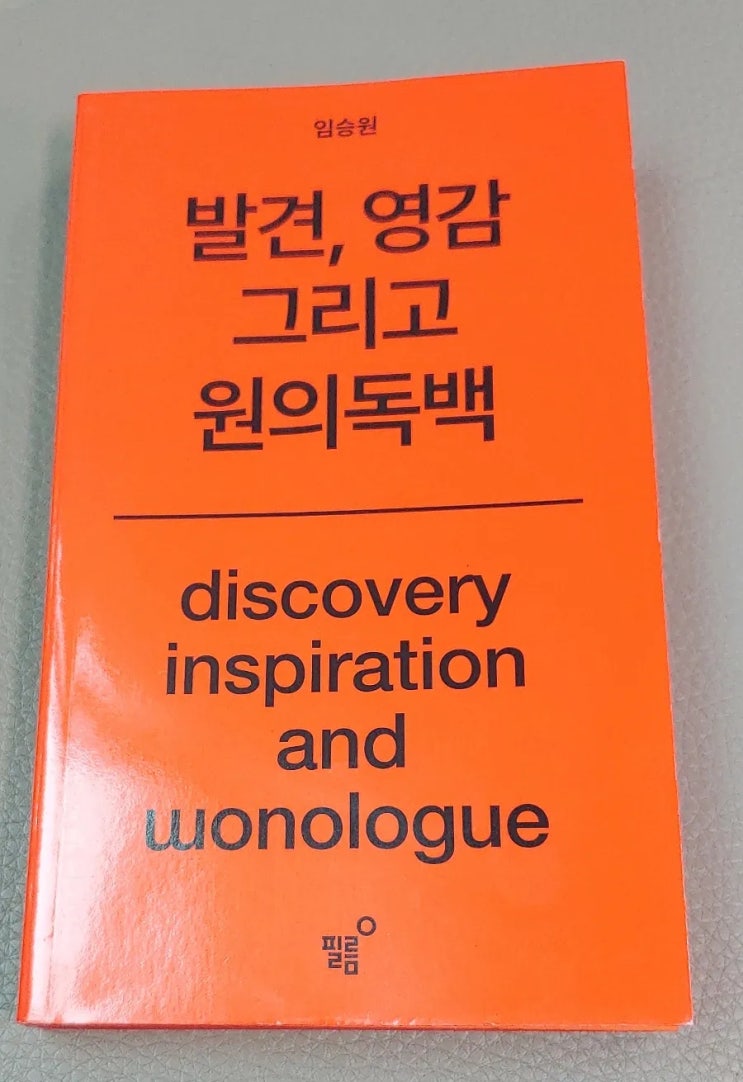 임승원
발견, 영감
그리고
원의독백
discovery
inspiration
and
wonologue
필름